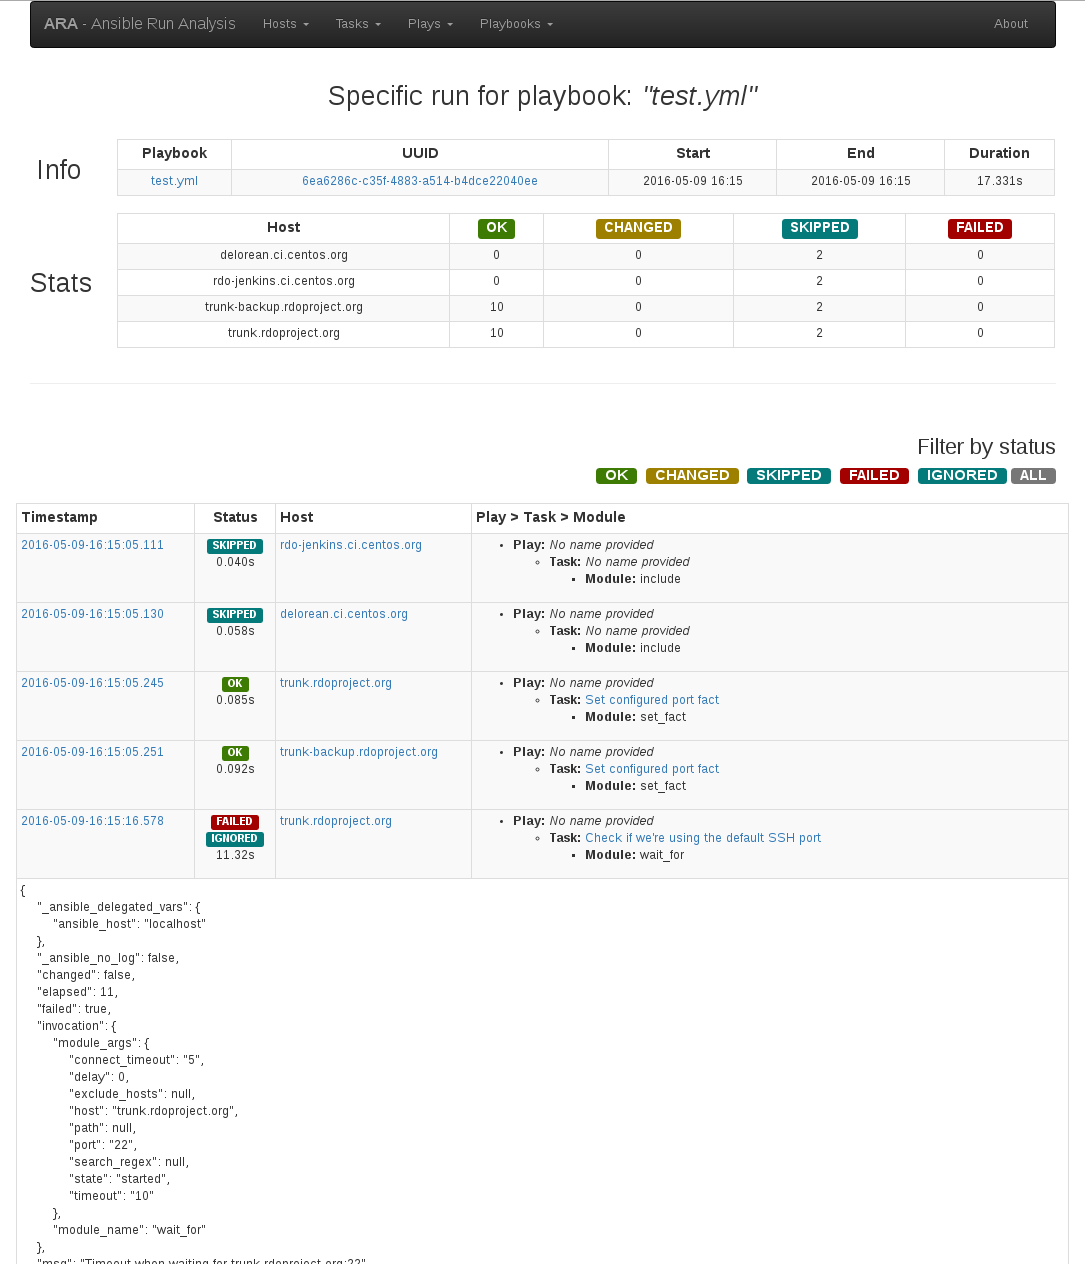 ARA - Ansible Run Analysis Hosts Tasks Plays Playbooks About
Specific run for playbook: "test.yml"
Info
Playbook UUID Start End Duration
test.yml 6ea6286c-c35f-4883-a514-b4dce22040ee 2016-05-09 16:15 2016-05-09 16:15 17.331s
Stats
Host OK CHANGED SKIPPED FAILED
delorean.ci.centos.org 0 0 2 0
rdo-jenkins.ci.centos.org 0 0 2 0
trunk-backup.rdoproject.org 10 0 2 0
trunk.rdoproject.org 10 0 2 0
Filter by status
OK CHANGED SKIPPED FAILED IGNORED ALL
Timestamp Status Host Play > Task > Module
2016-05-09-16:15:05.111 SKIPPED rdo-jenkins.ci.centos.org Play: No name provided
0.040s Task: No name provided
Module: include
2016-05-09-16:15:05.130 SKIPPED delorean.ci.centos.org Play: No name provided
0.058s Task: No name provided
Module: include
2016-05-09-16:15:05.245 OK trunk.rdoproject.org Play: No name provided
0.085s Task: Set configured port fact
Module: set_fact
2016-05-09-16:15:05.251 OK trunk-backup.rdoproject.org Play: No name provided
0.092s Task: Set configured port fact
Module: set_fact
2016-05-09-16:15:16.578 FAILED trunk.rdoproject.org Play: No name provided
IGNORED Task: Check if we're using the default SSH port
11.32s Module: wait_for
{
"_ansible_delegated_vars": {
"ansible_host": "localhost"
},
"_ansible_no_log": false,
"changed": false,
"elapsed": 11,
"failed": true,
"invocation": {
"module_args": {
"connect_timeout": "5",
"delay": 0,
"exclude_hosts": null,
"host": "trunk.rdoproject.org",
"path": null,
"port": "22",
"search_regex": null,
"state": "started",
"timeout": "10"
},
"module_name": "wait_for"
},
"msg": "Timeout when waiting for trunk.rdoproject.org:22"